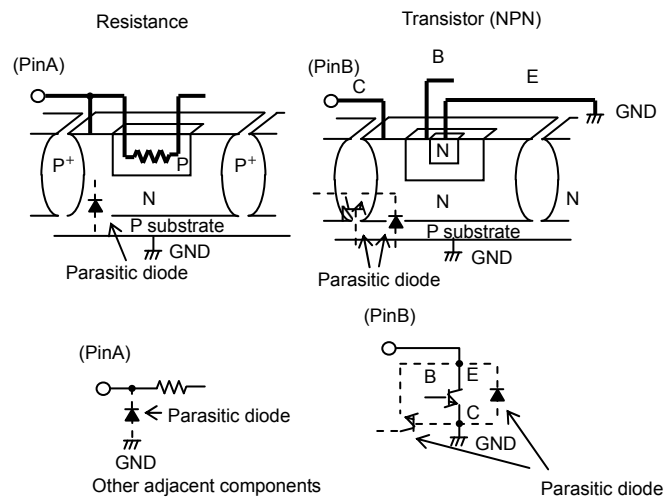 Resistance
Transistor (NPN)
(PinA)
P+
P
P+
N
P substrate
GND
Parasitic diode
(PinB)
C
B
E
GND
N
N
N
P substrate
GND
Parasitic diode
(PinA)
Parasitic diode
GND
Other adjacent components
(PinB)
B
E
C
GND
Parasitic diode